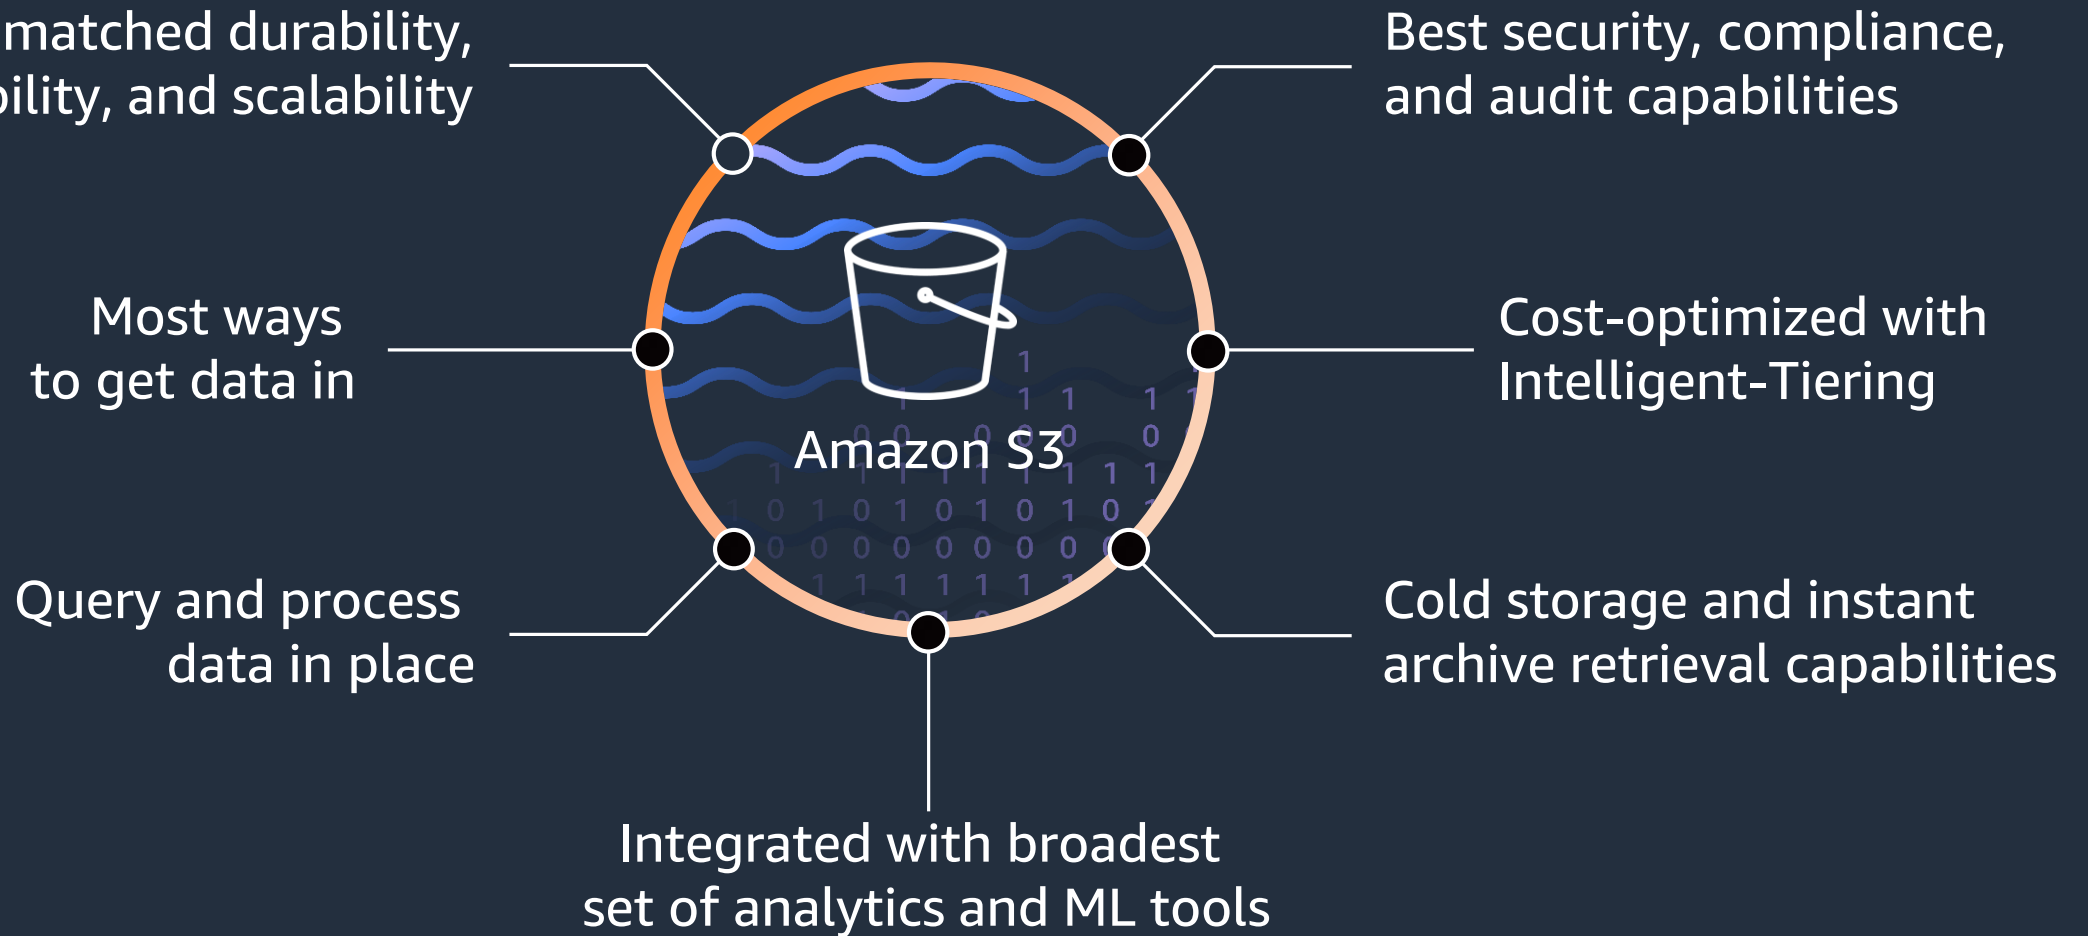 matched durability,
bility, and scalability
Best security, compliance,
and audit capabilities
Most ways
to get data in
Cost-optimized with
Intelligent-Tiering
Amazon S3
Query and process
data in place
Cold storage and instant
archive retrieval capabilities
Integrated with broadest
set of analytics and ML tools